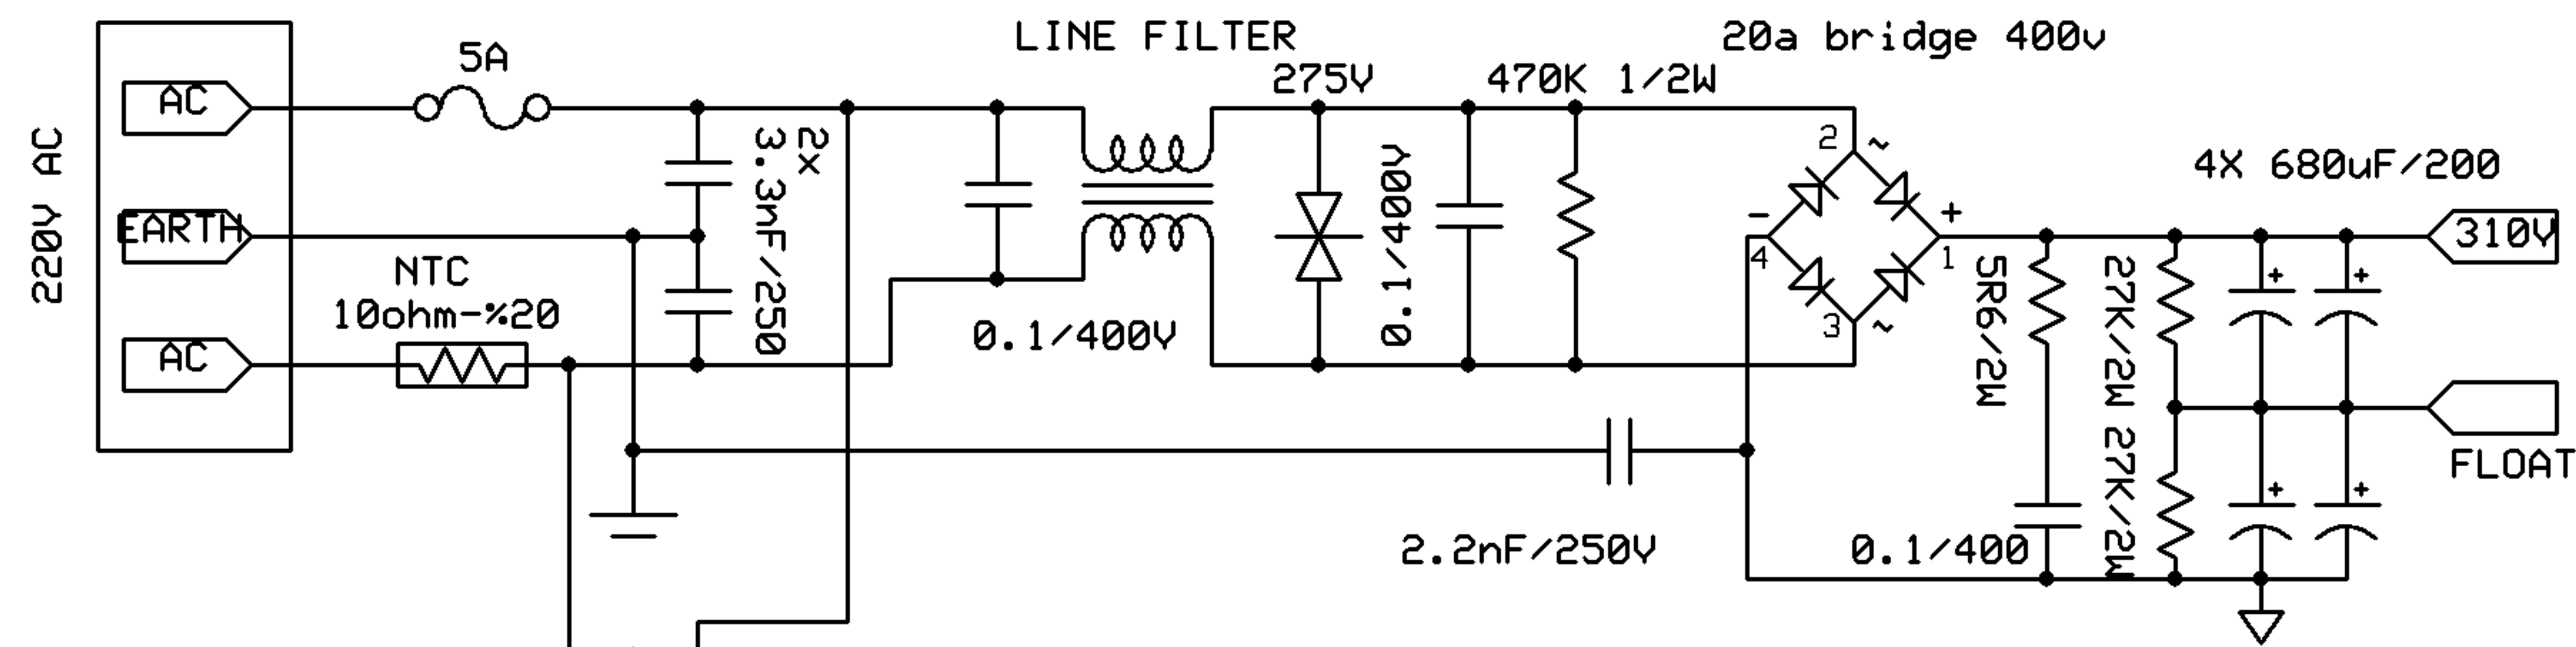 LINE FILTER
20a bridge 400v
5A
275V
470K 1/2W
220V AC
AC
EARTH
AC
2x
3.3nF/250
NTC
10ohm-%20
0.1/400V
0.1/400V
2
~
-
+
4
1
3
~
4X 680uF/200
310V
5R6/2W
27K/2W
27K/2W
+
+
+
+
FLOAT
2.2nF/250V
0.1/400